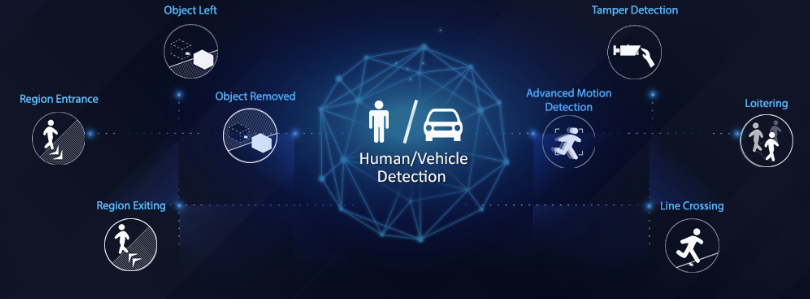 Object Left
Tamper Detection
Region Entrance
Object Removed
Advanced Motion
Detection
Loitering
Human/Vehicle
Detection
Region Exiting
Line Crossing